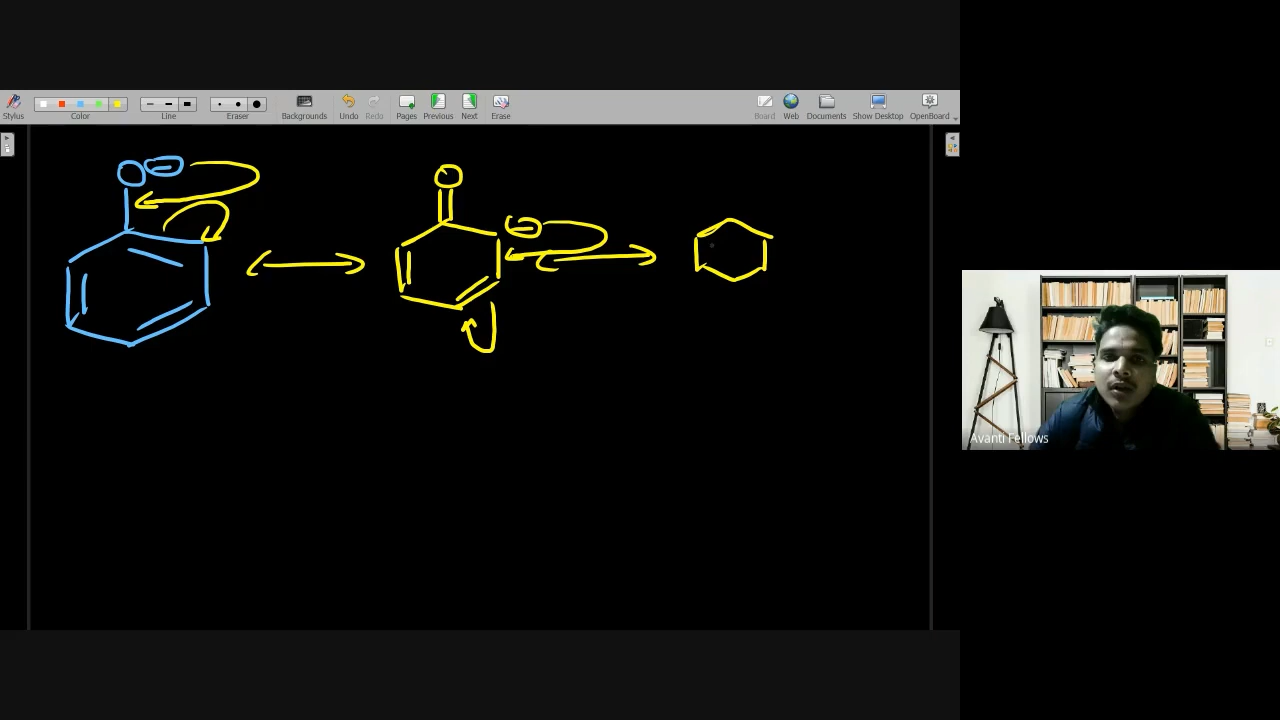 Stylus
Color
Line
Eraser
Backgrounds
Undo
Redo
Pages
Previous
Next
Erase
Board
Web
Documents
Show Desktop
OpenBoard
O ⊖
O
⊖
Avanti Fellows